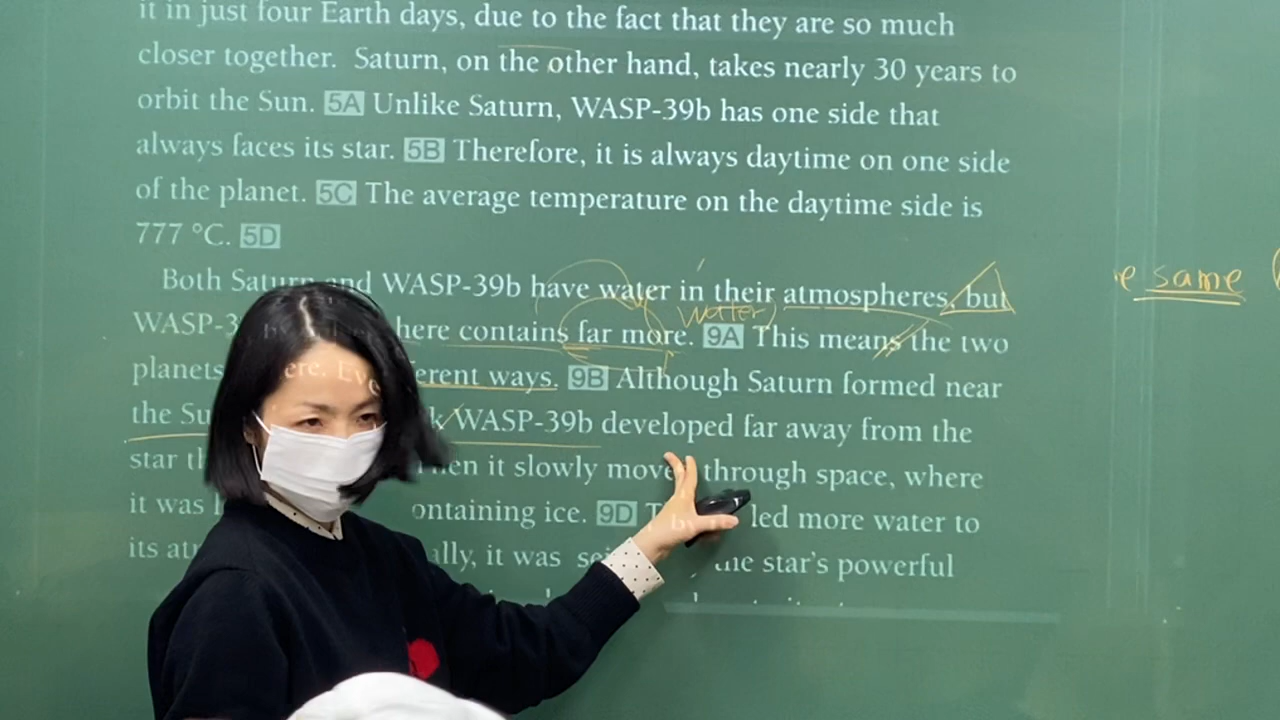 it in just four Earth days, due to the fact that they are so much
closer together. Saturn, on the other hand, takes nearly 30 years to
orbit the Sun. 5A Unlike Saturn, WASP-39b has one side that
always faces its star. 5B Therefore, it is always daytime on one side
of the planet. 5C The average temperature on the daytime side is
777 °C. 5D
Both Saturn and WASP-39b have water in their atmospheres, but
same
water
WASP-3 here contains far more. 9A This means the two
planets ere. Eve erent ways. 9B Although Saturn formed near
the Su k WASP-39b developed far away from the
star th hen it slowly move through space, where
it was ontaining ice. 9D led more water to
its at ally, it was the star's powerful